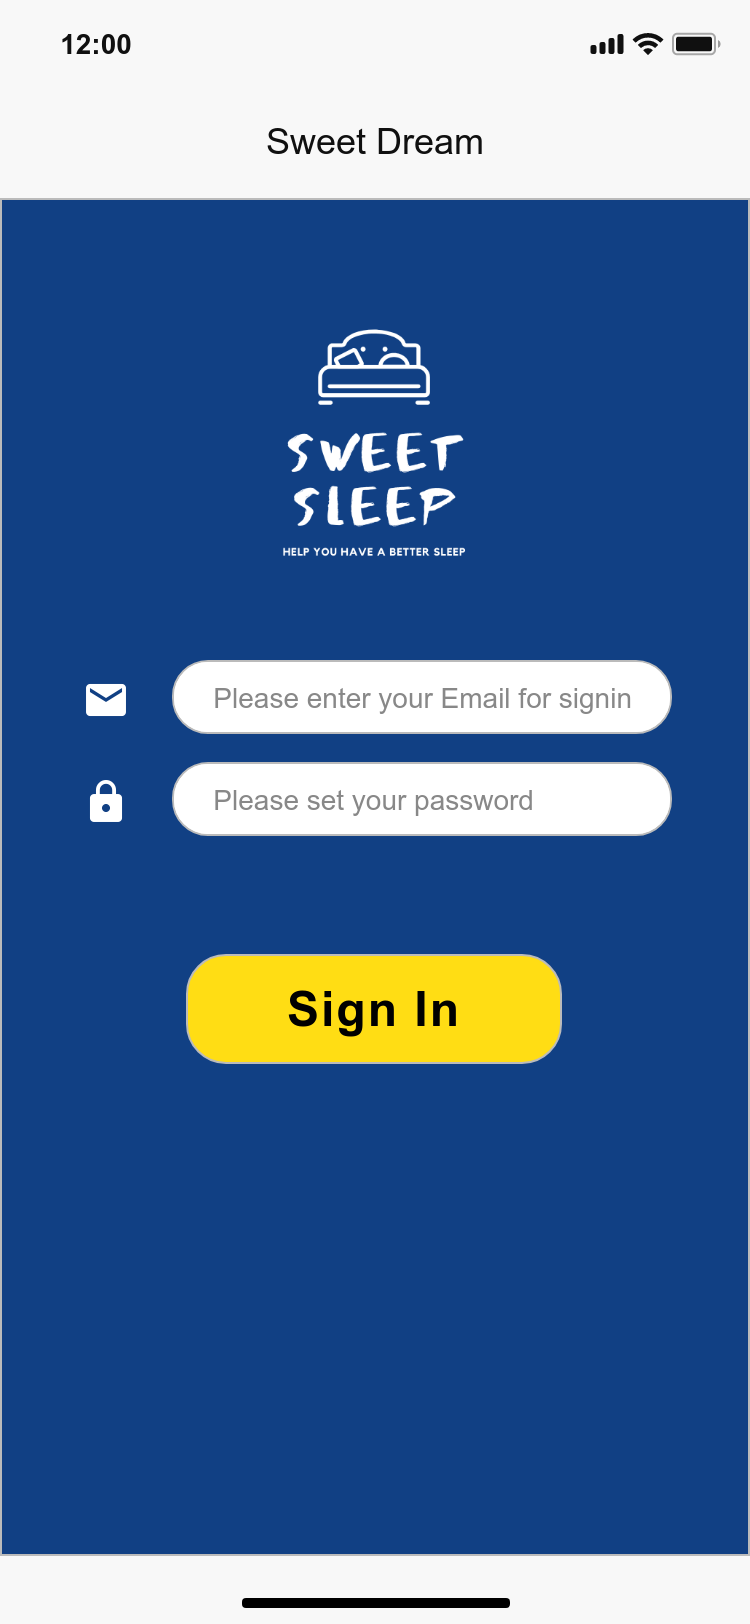 12:00
Sweet Dream
SWEET
SLEEP
HELP YOU HAVE A BETTER SLEEP
Please enter your Email for signin
Please set your password
Sign In